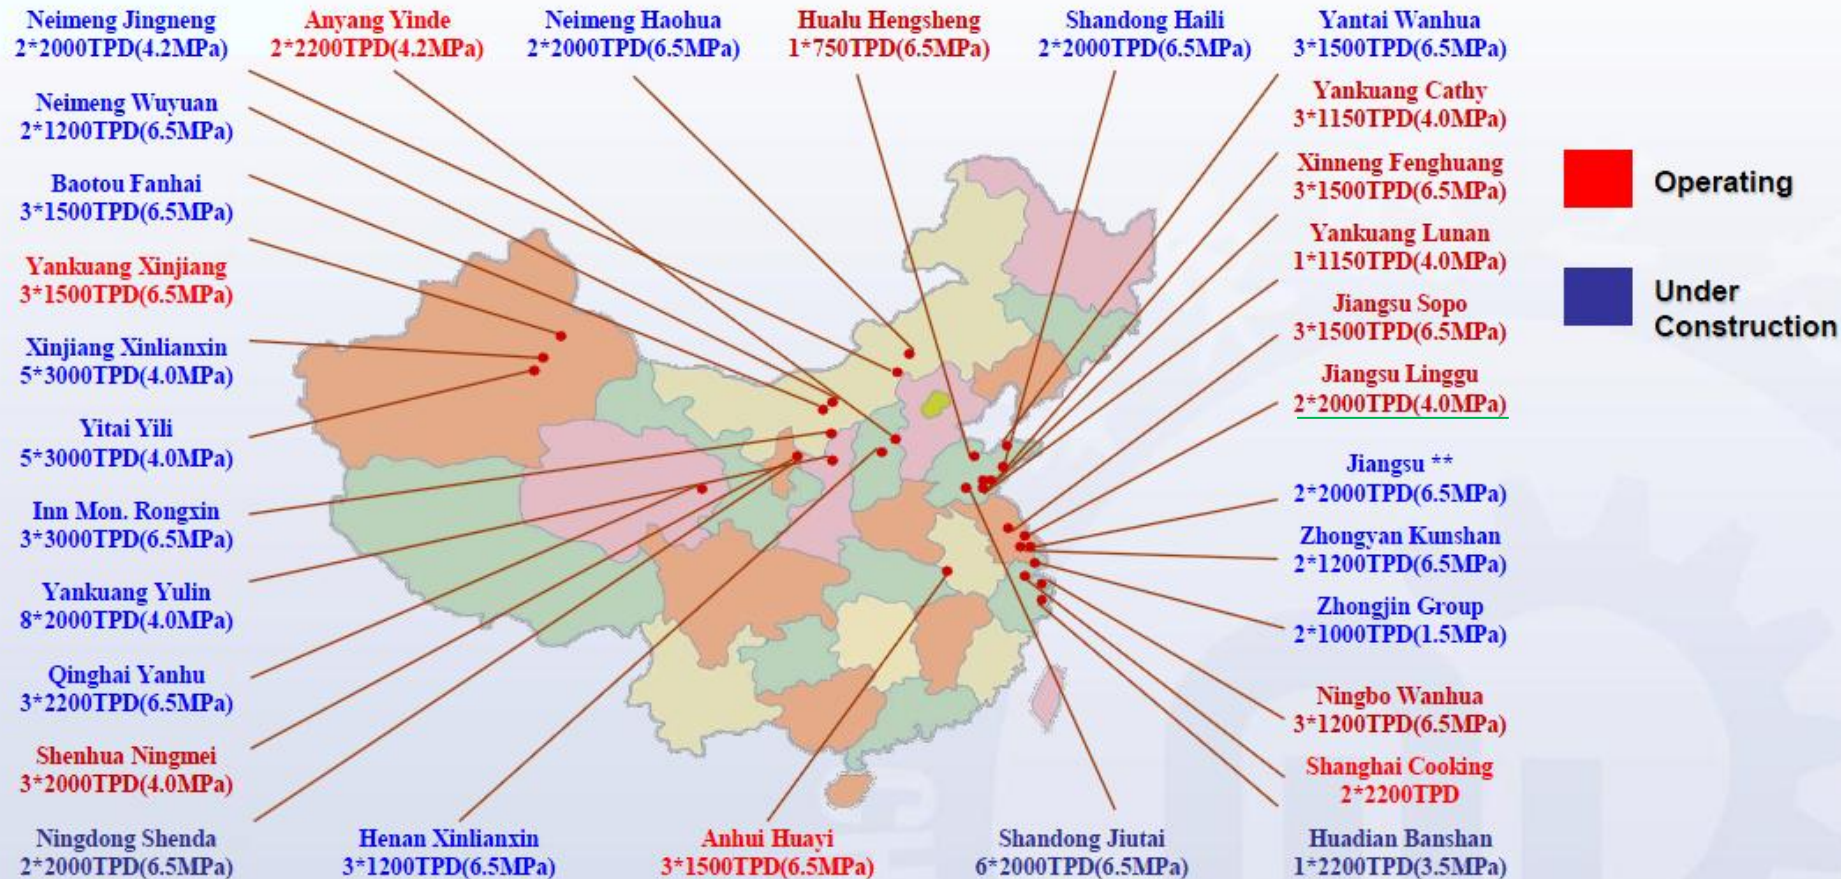 Neimeng Jingneng
2*2000TPD(4.2MPa)
Anyang Yinde
2*2200TPD(4.2MPa)
Neimeng Haohua
2*2000TPD(6.5MPa)
Hualu Hengsheng
1*750TPD(6.5MPa)
Shandong Haili
2*2000TPD(6.5MPa)
Yantai Wanhua
3*1500TPD(6.5MPa)
Neimeng Wuyuan
2*1200TPD(6.5MPa)
Baotou Fanhai
3*1500TPD(6.5MPa)
Yankuang Xinjiang
3*1500TPD(6.5MPa)
Xinjiang Xinlianxin
5*3000TPD(4.0MPa)
Yitai Yili
5*3000TPD(4.0MPa)
Inn Mon. Rongxin
3*3000TPD(6.5MPa)
Yankuang Yulin
8*2000TPD(4.0MPa)
Qinghai Yanhu
3*2200TPD(6.5MPa)
Shenhua Ningmei
3*2000TPD(4.0MPa)
Ningdong Shenda
2*2000TPD(6.5MPa)
Henan Xinlianxin
3*1200TPD(6.5MPa)
Anhui Huayi
3*1500TPD(6.5MPa)
Shandong Jiutai
6*2000TPD(6.5MPa)
Huadian Banshan
1*2200TPD(3.5MPa)
Yankuang Cathy
3*1150TPD(4.0MPa)
Xinneng Fenghuang
3*1500TPD(6.5MPa)
Yankuang Lunan
1*1150TPD(4.0MPa)
Jiangsu Sopo
3*1500TPD(6.5MPa)
Jiangsu Linggu
2*2000TPD(4.0MPa)
Jiangsu **
2*2000TPD(6.5MPa)
Zhongyan Kunshan
2*1200TPD(6.5MPa)
Zhongjin Group
2*1000TPD(1.5MPa)
Ningbo Wanhua
3*1200TPD(6.5MPa)
Shanghai Cooking
2*2200TPD
Operating
Under
Construction